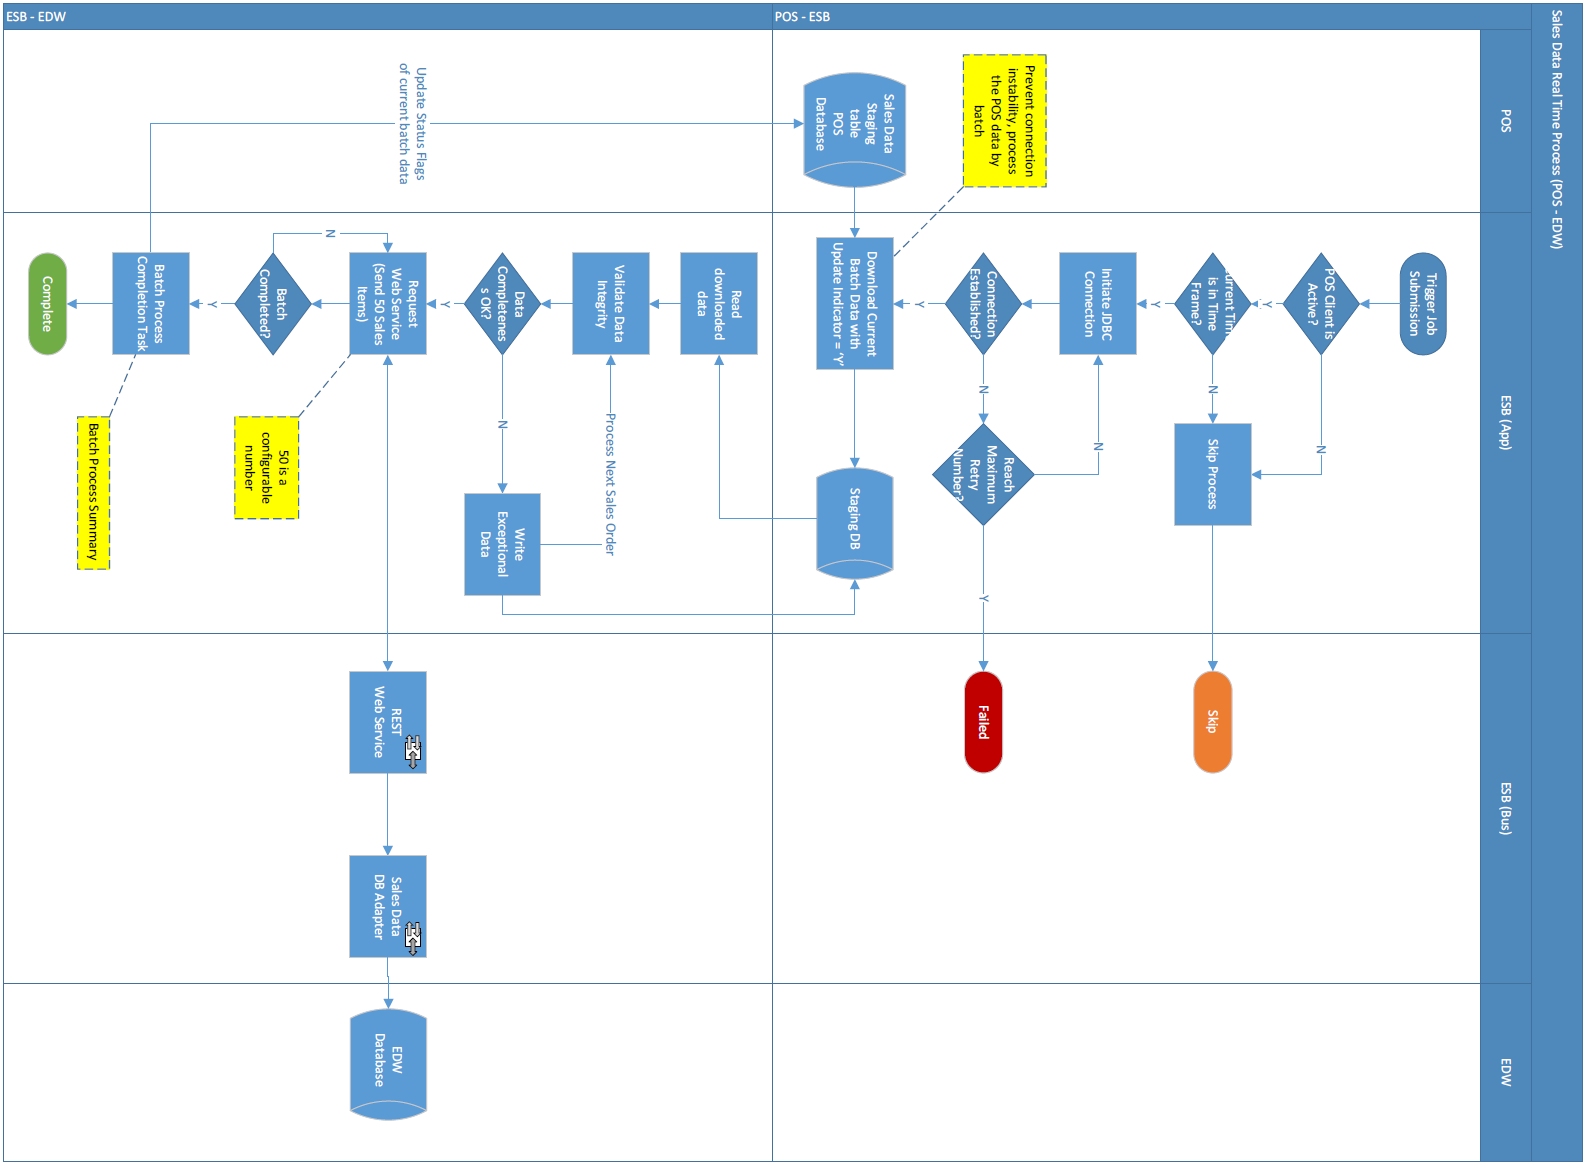 Sales Data Real Time Process (POS - EDW)
POS
ESB (App)
ESB (Bus)
EDW
POS - ESB
ESB - EDW
Trigger Job
Submission
POS Client is
Active?
Y
N
Current Time
is in Time
Frame?
Y
N
Skip Process
Skip
Initiate JDBC
Connection
Connection
Established?
Y
N
Reach
Maximum
Retry
Number?
N
Y
Failed
Prevent connection
instability, process
the POS data by
batch
Sales Data
Staging
table
POS
Database
Download Current
Batch Data with
Update Indicator = 'Y'
Staging DB
Read
downloaded
data
Validate Data
Integrity
Process Next Sales Order
Data
Completenes
s OK?
Y
N
Write
Exceptional
Data
Request
Web Service
(Send 50 Sales
Items)
50 is a
configurable
number
REST
Web Service
Sales Data
DB Adapter
EDW
Database
Batch
Completed?
N
Y
Update Status Flags
of current batch data
Batch Process
Completion Task
Batch Process Summary
Complete